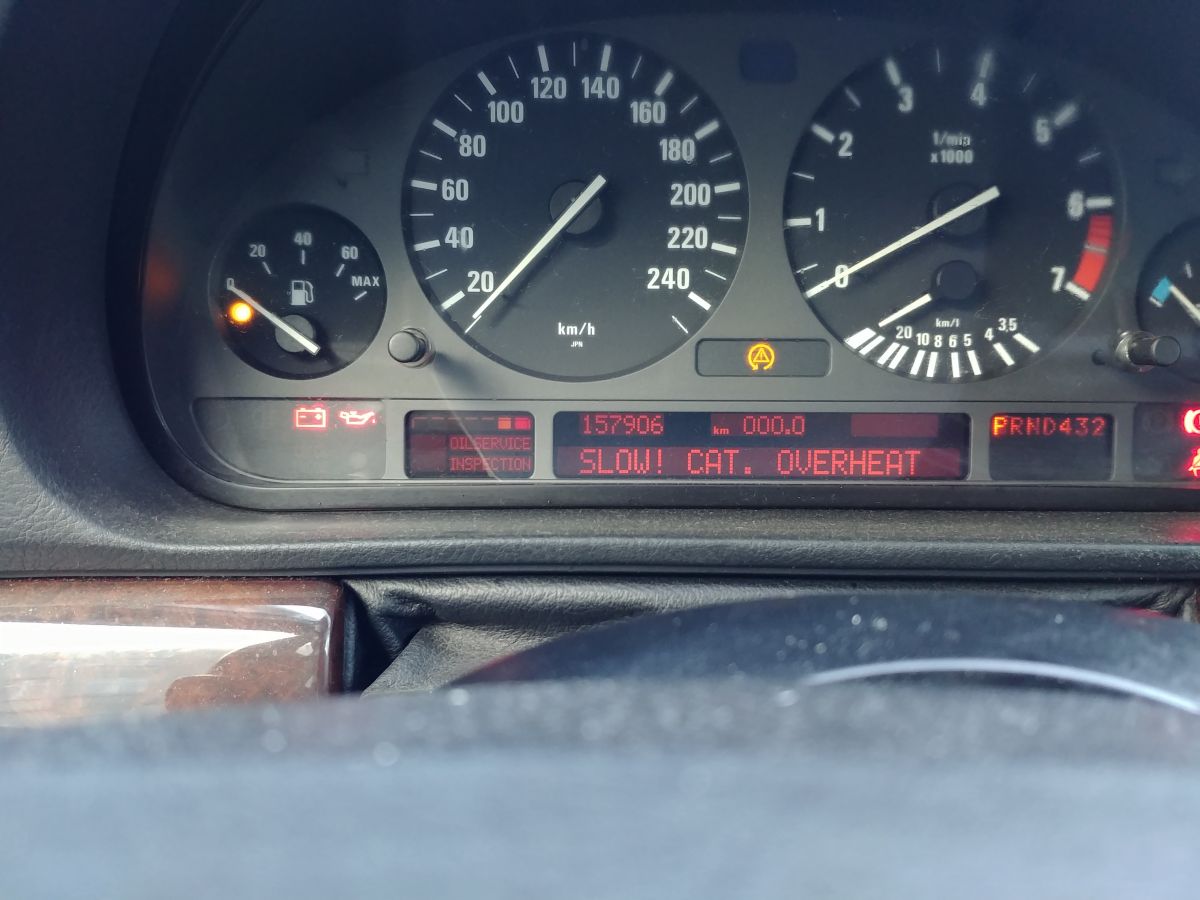 0
20
40
60
MAX
20
40
60
80
100
120
140
160
180
200
220
240
km/h
JPN
0
1
2
3
4
5
6
7
1/min
x1000
km/l
20 10 8 6 5 4 3,5
OILSERVICE
INSPECTION
157906 km 000.0
SLOW! CAT. OVERHEAT
PRND432